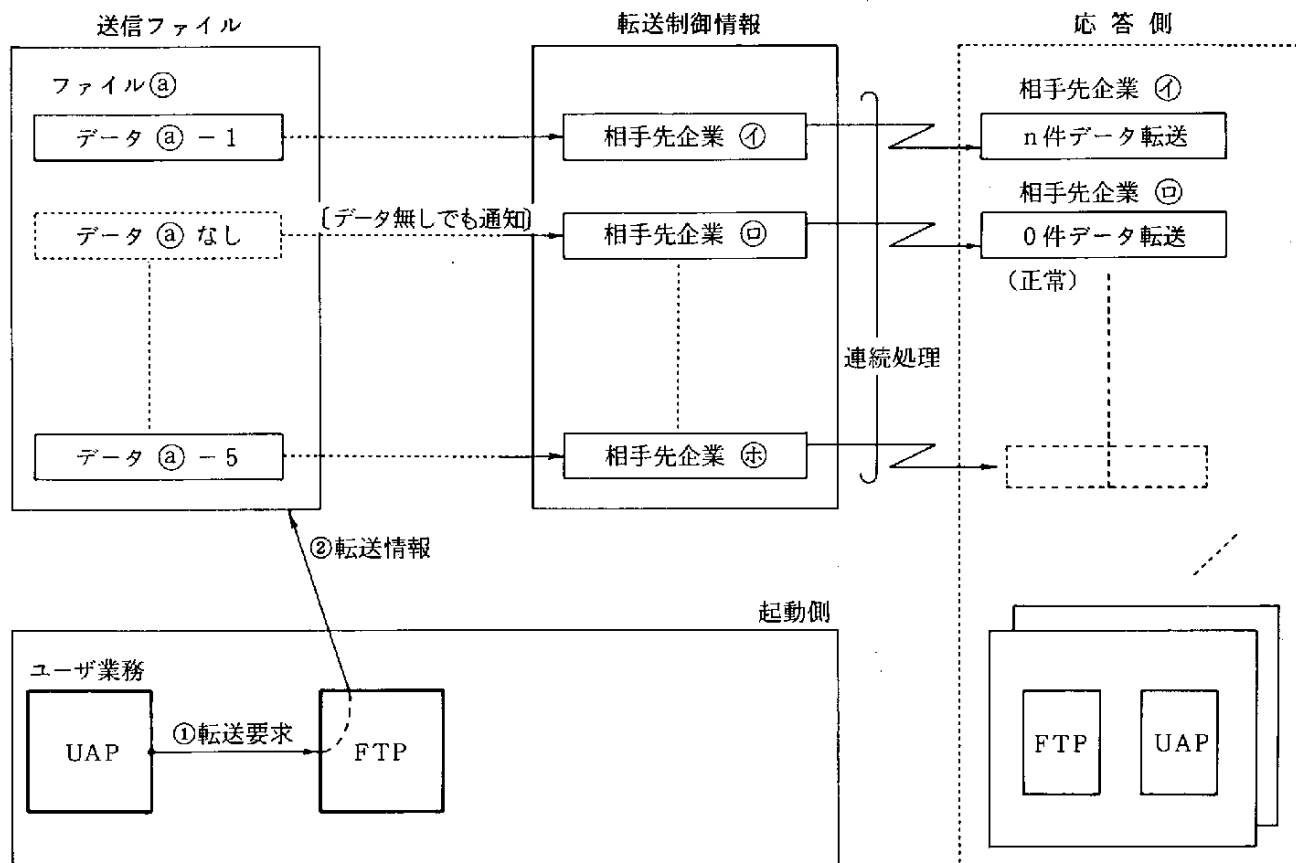 送信ファイル
転送制御情報
応答側
ファイルⓐ
相手先企業 ㋑
データ ⓐ - 1
相手先企業 ㋑
n件データ転送
相手先企業 ㋺
データ ⓐ なし
〔データ無しでも通知〕
相手先企業 ㋺
0件データ転送
(正常)
連続処理
データ ⓐ - 5
相手先企業 ㋭
②転送情報
起動側
ユーザ業務
UAP
①転送要求
FTP
FTP
UAP